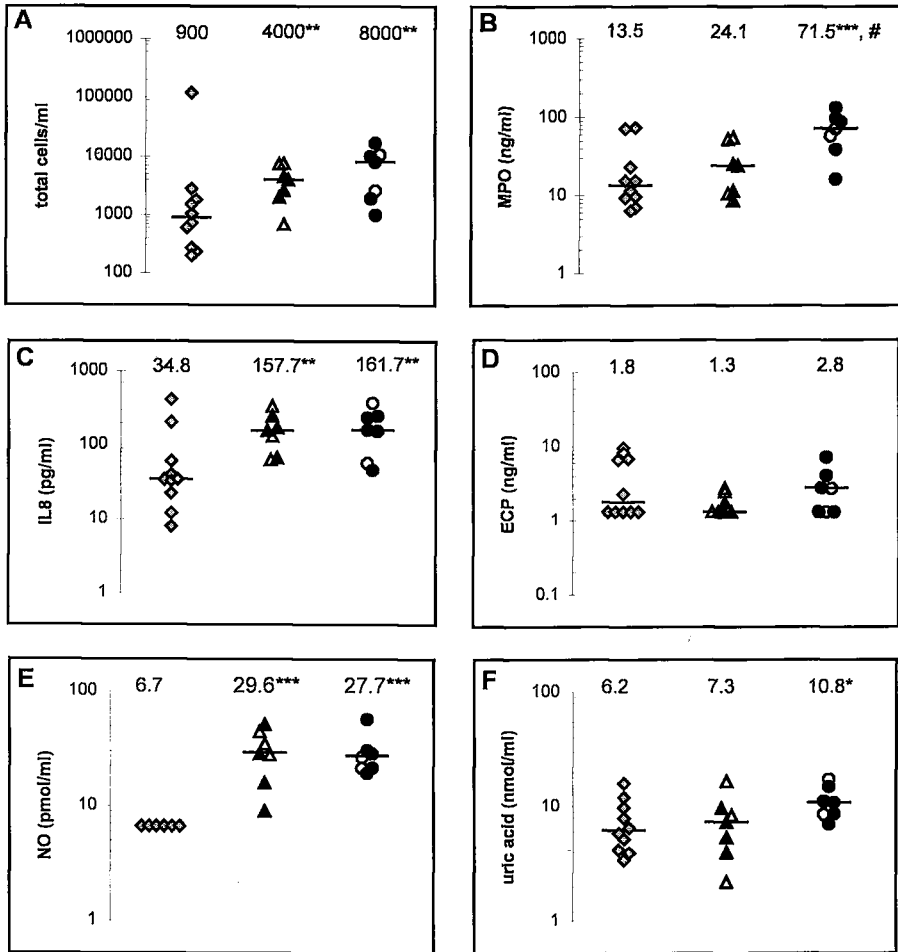 A
900 4000** 8000**
1000000
100000
10000
1000
100
total cells/ml
B
13.5 24.1 71.5***, #
1000
100
10
1
MPO (ng/ml)
C
34.8 157.7** 161.7**
1000
100
10
1
IL8 (pg/ml)
D
1.8 1.3 2.8
100
10
1
0.1
ECP (ng/ml)
E
6.7 29.6*** 27.7***
100
10
1
NO (pmol/ml)
F
6.2 7.3 10.8*
100
10
1
uric acid (nmol/ml)